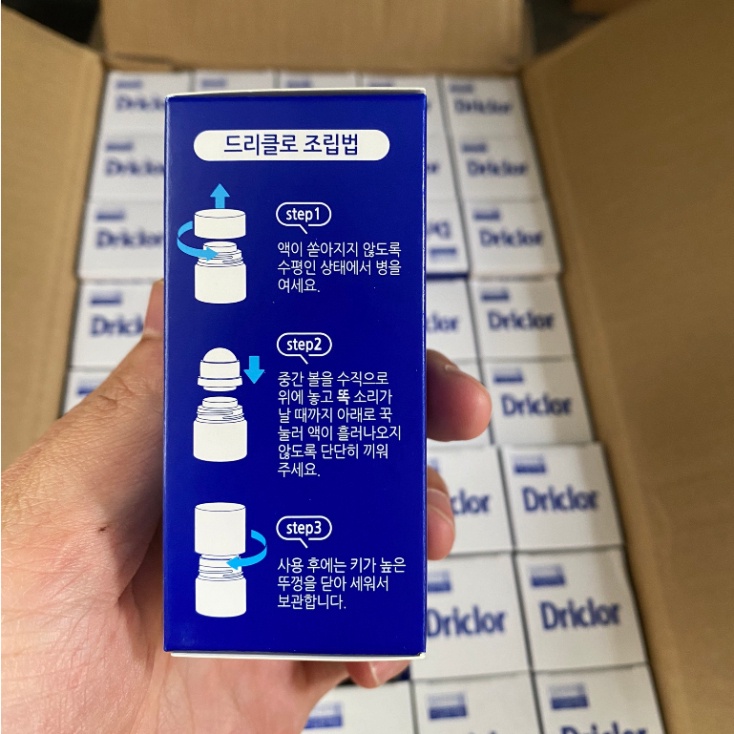 드리클로 조립법
step1
액이 쏟아지지 않도록
수평인 상태에서 병을
여세요.
step2
중간 볼을 수직으로
위에 놓고 똑 소리가
날 때까지 아래로 꾹
눌러 액이 흘러나오지
않도록 단단히 끼워
주세요.
step3
사용 후에는 키가 높은
뚜껑을 닫아 세워서
보관합니다.
Driclor
Driclor
Driclor
Driclor
Driclor
Driclor
Driclor
Driclor
Driclor